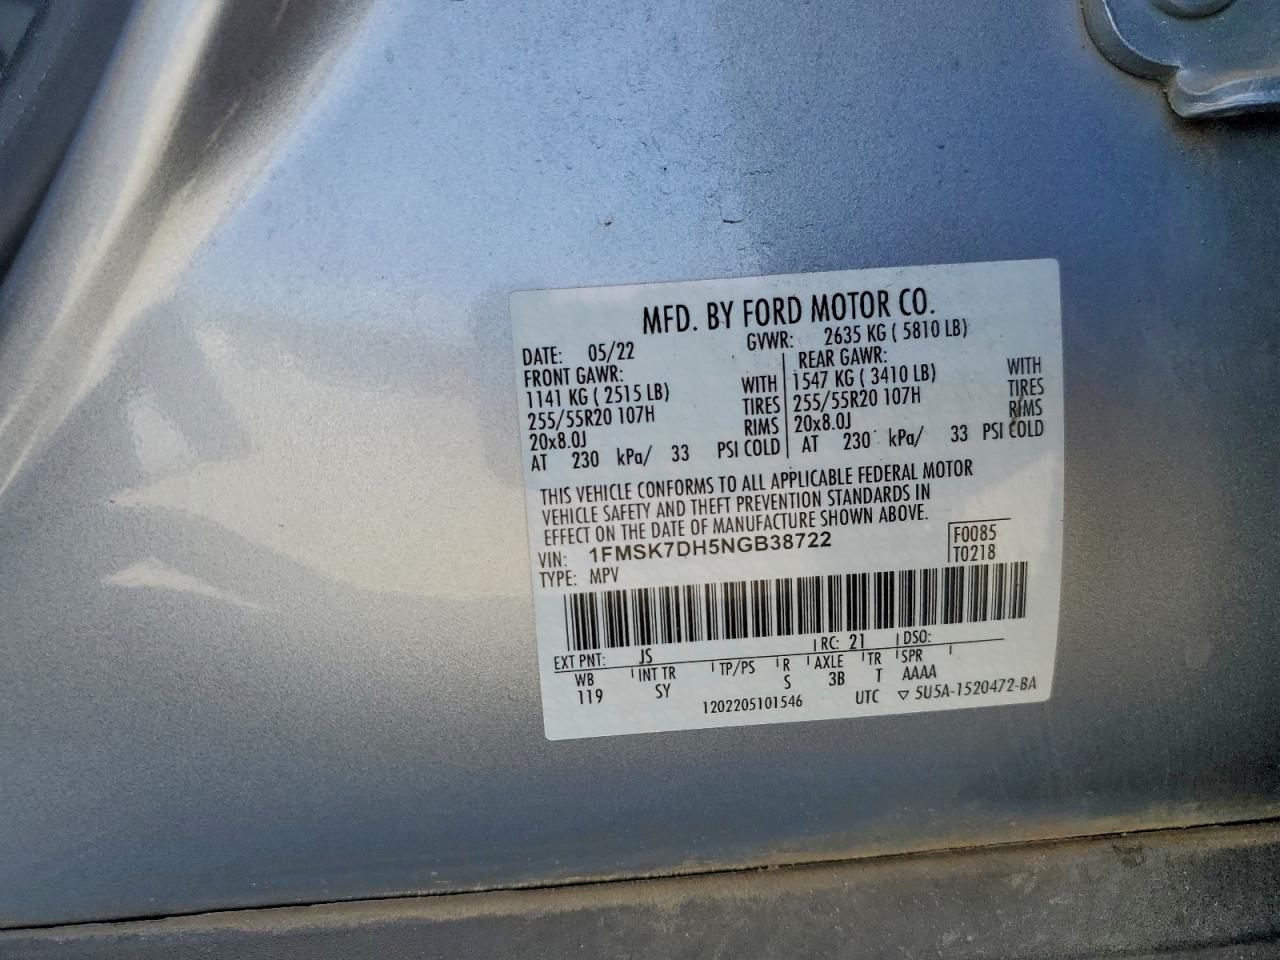 MFD. BY FORD MOTOR CO.
DATE: 05/22 GVWR: 2635 KG ( 5810 LB)
FRONT GAWR: REAR GAWR:
1141 KG ( 2515 LB) WITH 1547 KG ( 3410 LB) WITH
255/55R20 107H TIRES 255/55R20 107H TIRES
20x8.0J RIMS 20x8.0J RIMS
AT 230 kPa/ 33 PSI COLD AT 230 kPa/ 33 PSI COLD
THIS VEHICLE CONFORMS TO ALL APPLICABLE FEDERAL MOTOR
VEHICLE SAFETY AND THEFT PREVENTION STANDARDS IN
EFFECT ON THE DATE OF MANUFACTURE SHOWN ABOVE.
VIN: 1FMSK7DH5NGB38722 F0085
TYPE: MPV T0218
EXT PNT: JS RC: 21 DSO:
WB INT TR TP/PS R AXLE TR SPR
119 SY S 3B T AAAA
1202205101546 UTC ▽ 5U5A-1520472-BA